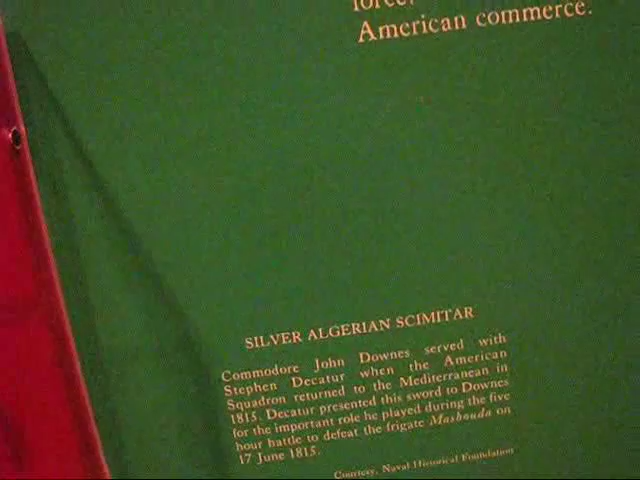 force.
American commerce.
SILVER ALGERIAN SCIMITAR
Commodore John Downes served with
Stephen Decatur when the American
Squadron returned to the Mediterranean in
1815. Decatur presented this sword to Downes
for the important role he played during the five
hour battle to defeat the frigate Mashouda on
17 June 1815.
Courtesy, Naval Historical Foundation